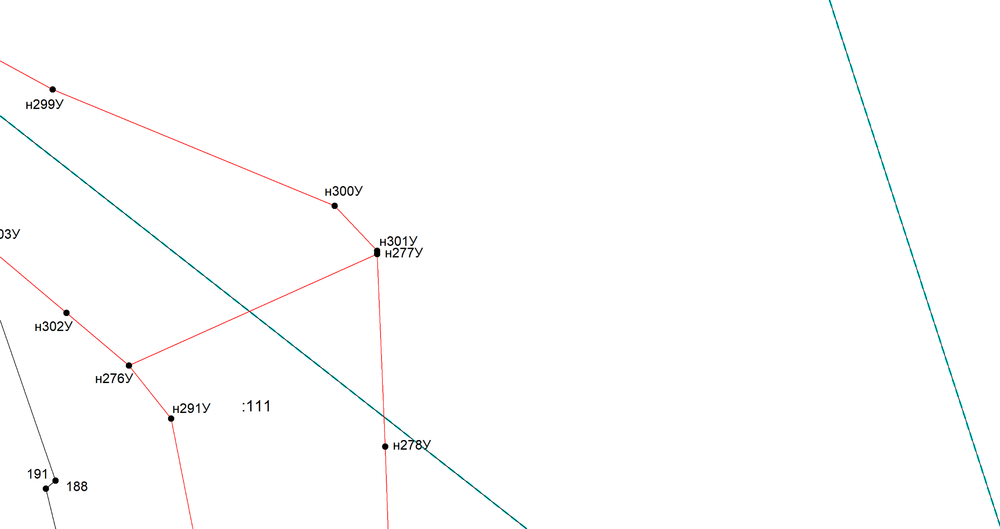 н299У
н300У
03У
н301У
н277У
н302У
н276У
:111
н291У
н278У
191
188